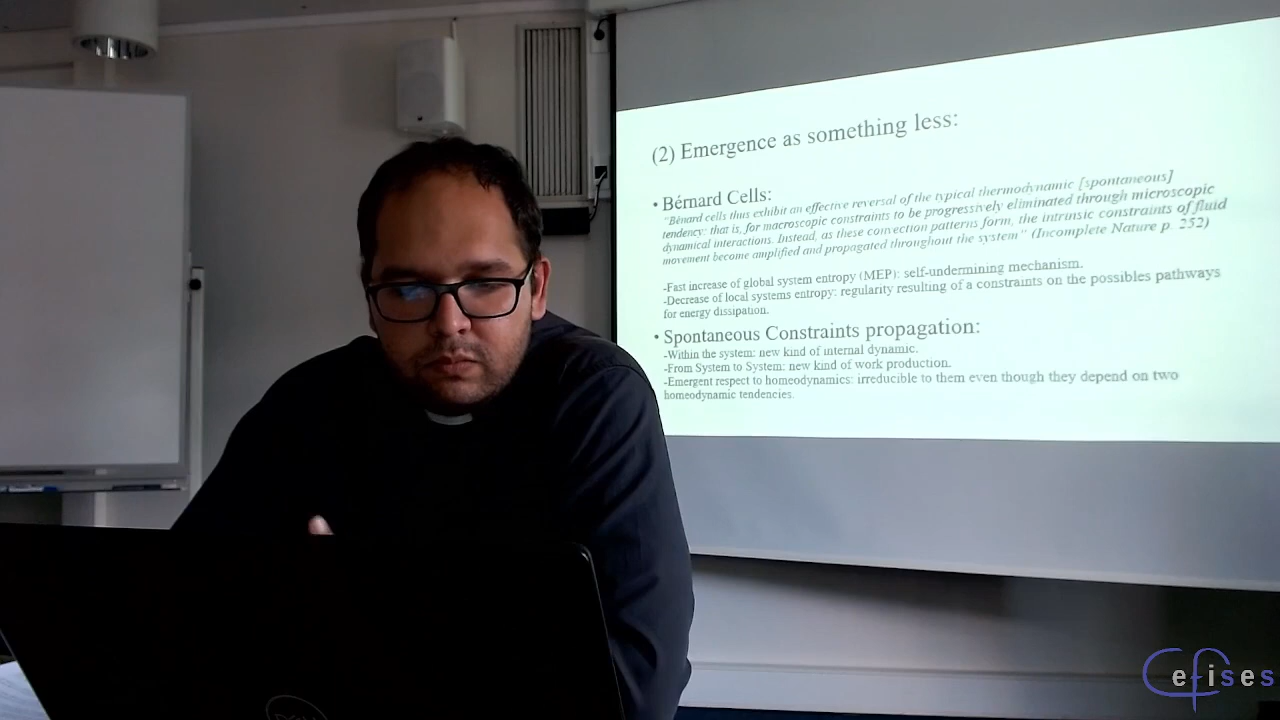 (2) Emergence as something less:
• Bérnard Cells:
"Bénard cells thus exhibit an effective reversal of the typical thermodynamic [spontaneous]
tendency: that is, for macroscopic constraints to be progressively eliminated through microscopic
dynamical interactions. Instead, as these convection patterns form, the intrinsic constraints of fluid
movement become amplified and propagated throughout the system" (Incomplete Nature p. 252)
-Fast increase of global system entropy (MEP): self-undermining mechanism.
-Decrease of local systems entropy: regularity resulting of a constraints on the possibles pathways
for energy dissipation.
• Spontaneous Constraints propagation:
-Within the system: new kind of internal dynamic.
-From System to System: new kind of work production.
-Emergent respect to homeodynamics: irreducible to them even though they depend on two
homeodynamic tendencies.
Cefises
DELL